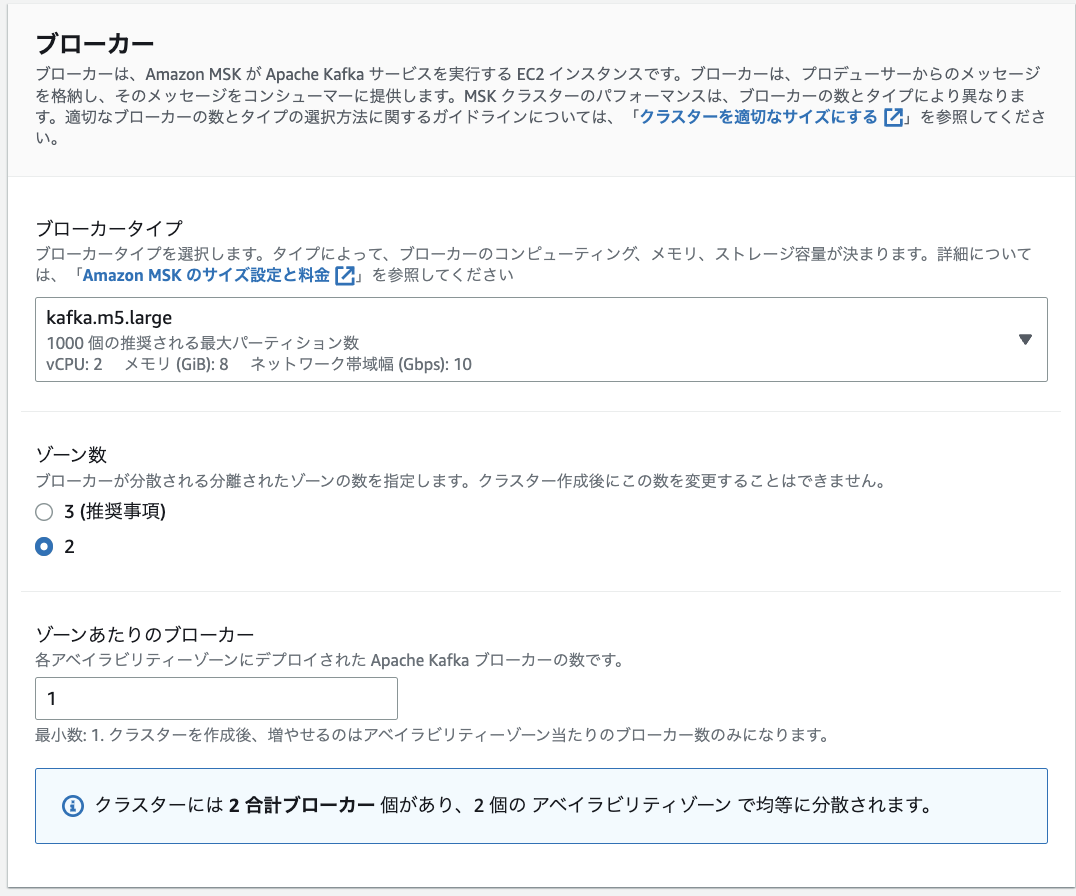 ブローカー
ブローカーは、Amazon MSK が Apache Kafka サービスを実行する EC2 インスタンスです。ブローカーは、プロデューサーからのメッセージ
を格納し、そのメッセージをコンシューマーに提供します。MSK クラスターのパフォーマンスは、ブローカーの数とタイプにより異なりま
す。適切なブローカーの数とタイプの選択方法に関するガイドラインについては、「クラスターを適切なサイズにする」を参照してくださ
い。
ブローカータイプ
ブローカータイプを選択します。タイプによって、ブローカーのコンピューティング、メモリ、ストレージ容量が決まります。詳細について
は、「Amazon MSK のサイズ設定と料金」を参照してください
kafka.m5.large
1000 個の推奨される最大パーティション数
vCPU: 2 メモリ (GiB): 8 ネットワーク帯域幅 (Gbps): 10
ゾーン数
ブローカーが分散される分離されたゾーンの数を指定します。クラスター作成後にこの数を変更することはできません。
3 (推奨事項)
2
ゾーンあたりのブローカー
各アベイラビリティーゾーンにデプロイされた Apache Kafka ブローカーの数です。
1
最小数: 1. クラスターを作成後、増やせるのはアベイラビリティーゾーン当たりのブローカー数のみになります。
クラスターには 2 合計ブローカー 個があり、2 個の アベイラビリティゾーン で均等に分散されます。